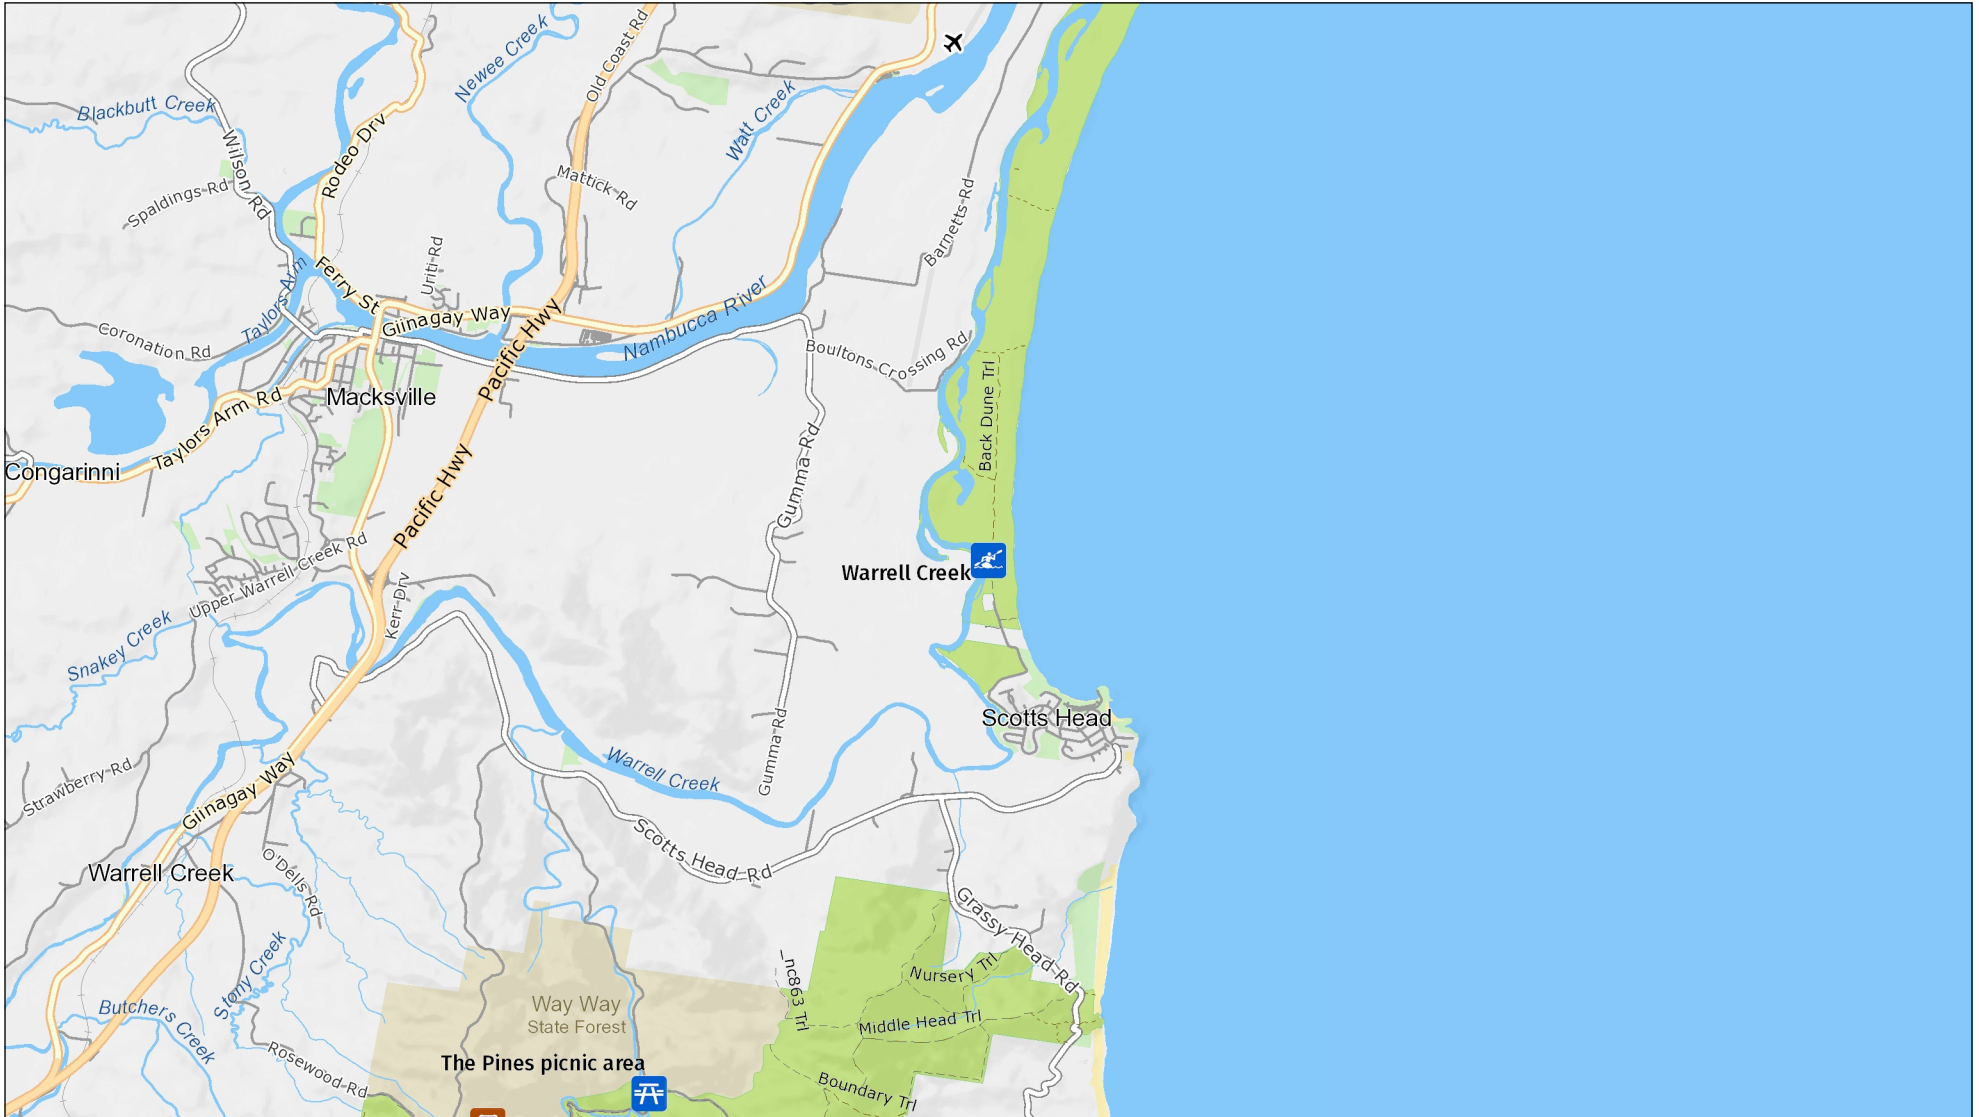 Newee Creek
Old Coast Rd
Blackbutt Creek
Watt Creek
Wilson Rd
Rodeo Drv
Mattick Rd
Spaldings Rd
Barnetts Rd
Uriti Rd
Taylors Arm
Ferry St
Giinagay Way
Pacific Hwy
Nambucca River
Coronation Rd
Boultons Crossing Rd
Macksville
Taylors Arm Rd
Back Dune Trl
Congarinni
Gumma Rd
Pacific Hwy
Upper Warrell Creek Rd
Warrell Creek
Kerr Drv
Snakey Creek
Scotts Head
Gumma Rd
Warrell Creek
Strawberry Rd
Giinagay Way
Scotts Head Rd
Warrell Creek
O'Dells Rd
Grassy Head Rd
Stony Creek
_nc863 Trl
Nursery Trl
Way Way
State Forest
Butchers Creek
Middle Head Trl
Rosewood Rd
The Pines picnic area
Boundary Trl